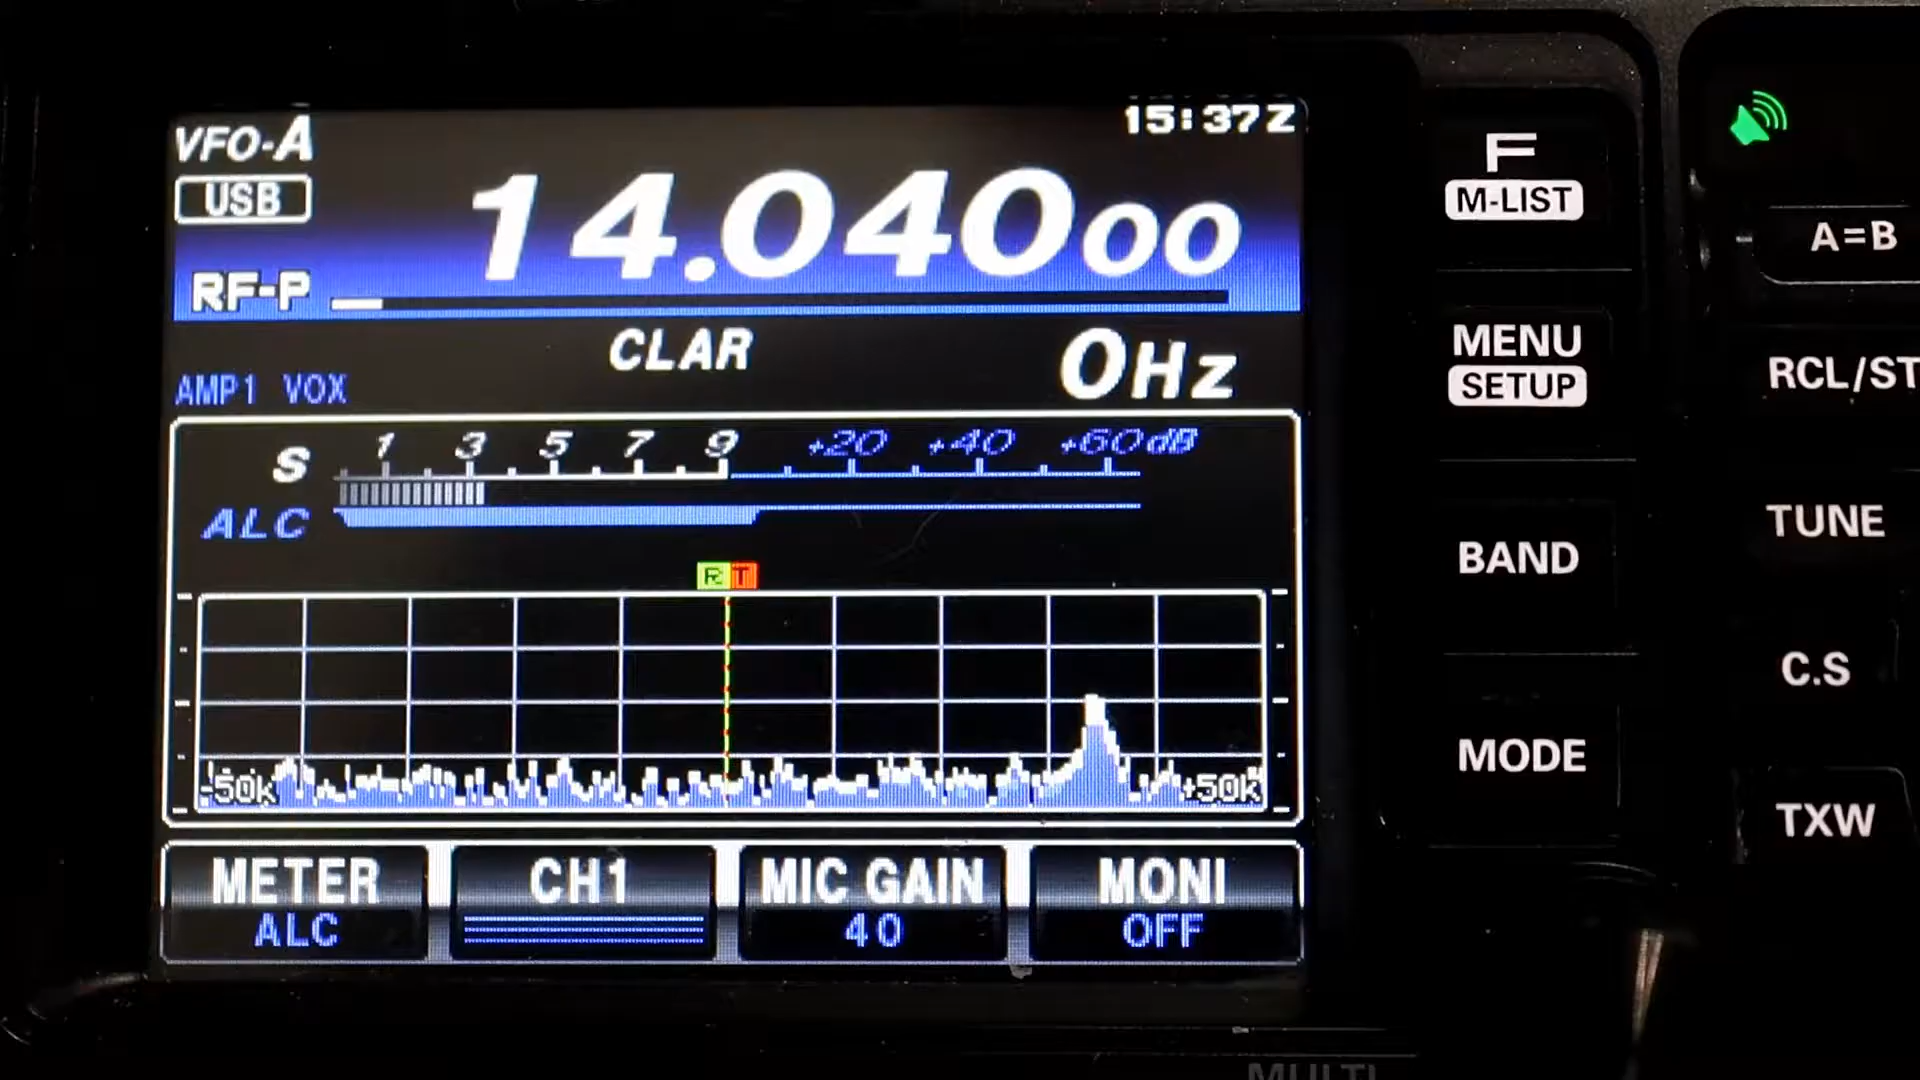 15:37Z
VFO-A
USB
14.04000
RF-P
CLAR 0Hz
AMP1 VOX
S 1 3 5 7 9 +20 +40 +60dB
ALC
R T
-50k +50k
METER CH1 MIC GAIN MONI
ALC 40 OFF
F
M-LIST
MENU
SETUP
BAND
MODE
A=B
RCL/ST
TUNE
C.S
TXW
MULTI